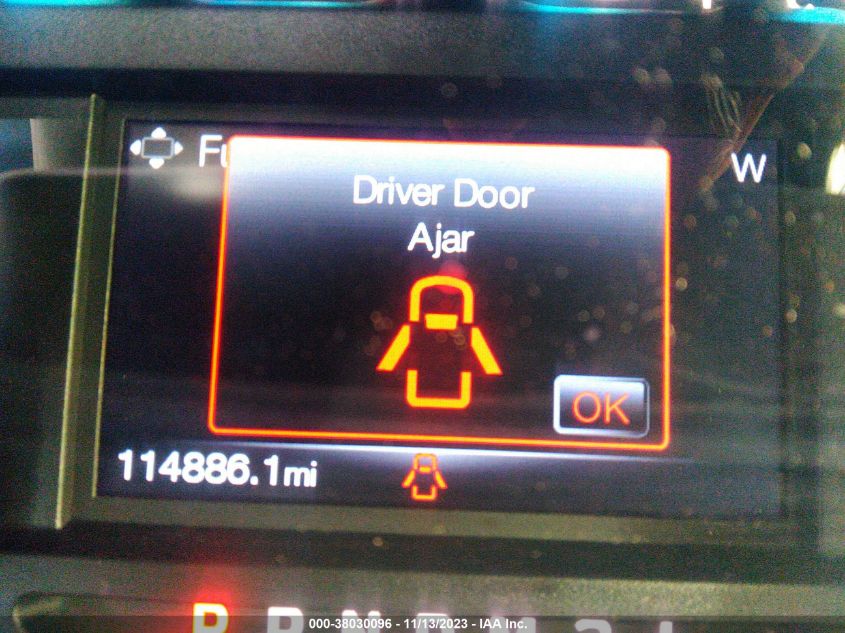 W
Driver Door
Ajar
OK
114886.1mi
P R N D
000-38030096 - 11/13/2023 - IAA Inc.